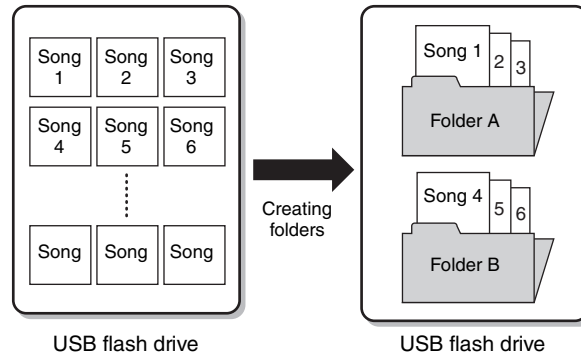 Song
1
Song
2
Song
3
Song
4
Song
5
Song
6
Song
Song
Song
USB flash drive
Creating
folders
Song 1
2
3
Folder A
Song 4
5
6
Folder B
USB flash drive